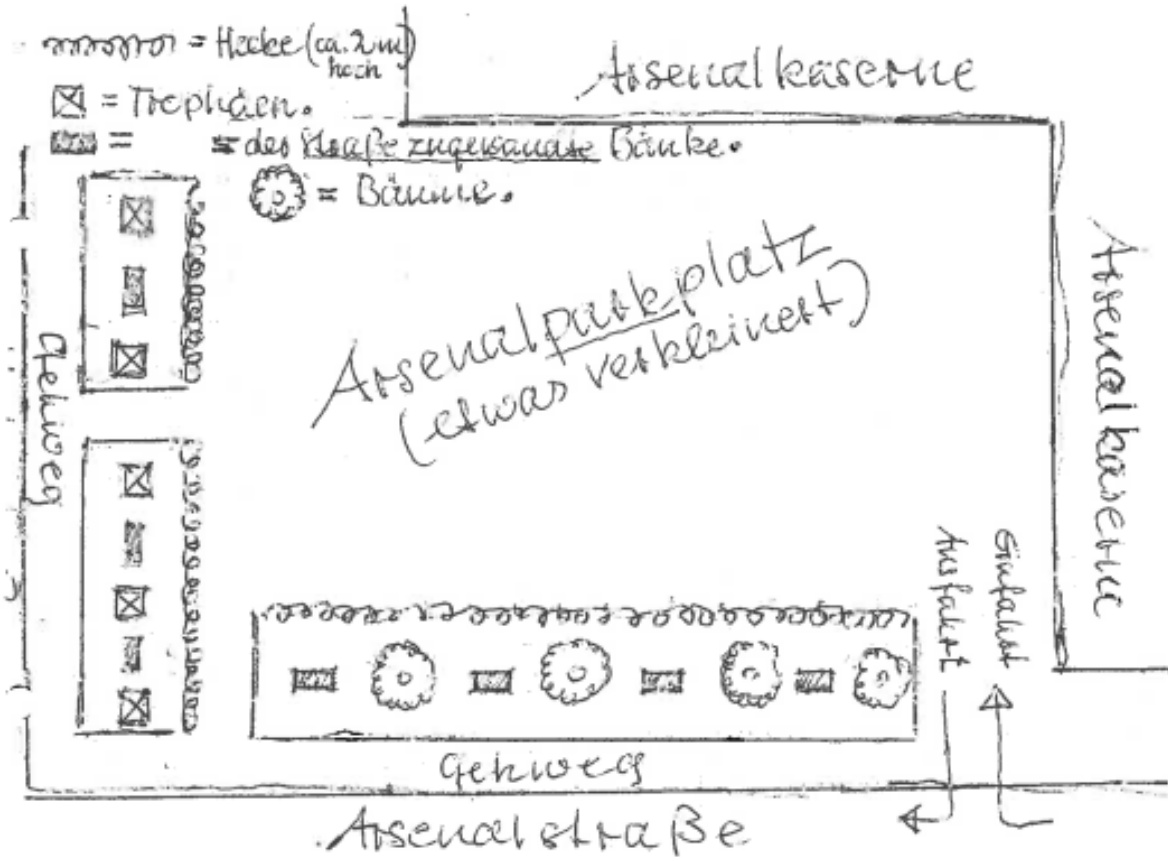 = Hecke (ca. 2 m hoch)
= Trophäen.
= = der Straße zugewandte Bänke.
= Bäume.
Arsenalkaserne
Arsenalkaserne
Arsenalparkplatz
(etwas verkleinert)
Gehweg
Ausfahrt
Einfahrt
Gehweg
Arsenalstraße